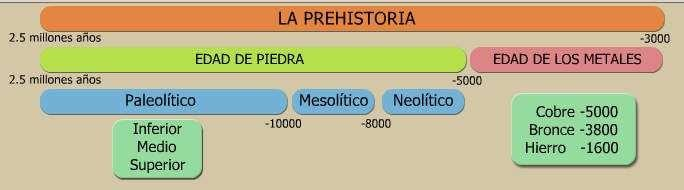 LA PREHISTORIA
2.5 millones años
-3000
EDAD DE PIEDRA
EDAD DE LOS METALES
2.5 millones años
-5000
Paleolítico
Mesolítico
Neolítico
-10000
-8000
Inferior
Medio
Superior
Cobre -5000
Bronce -3800
Hierro -1600